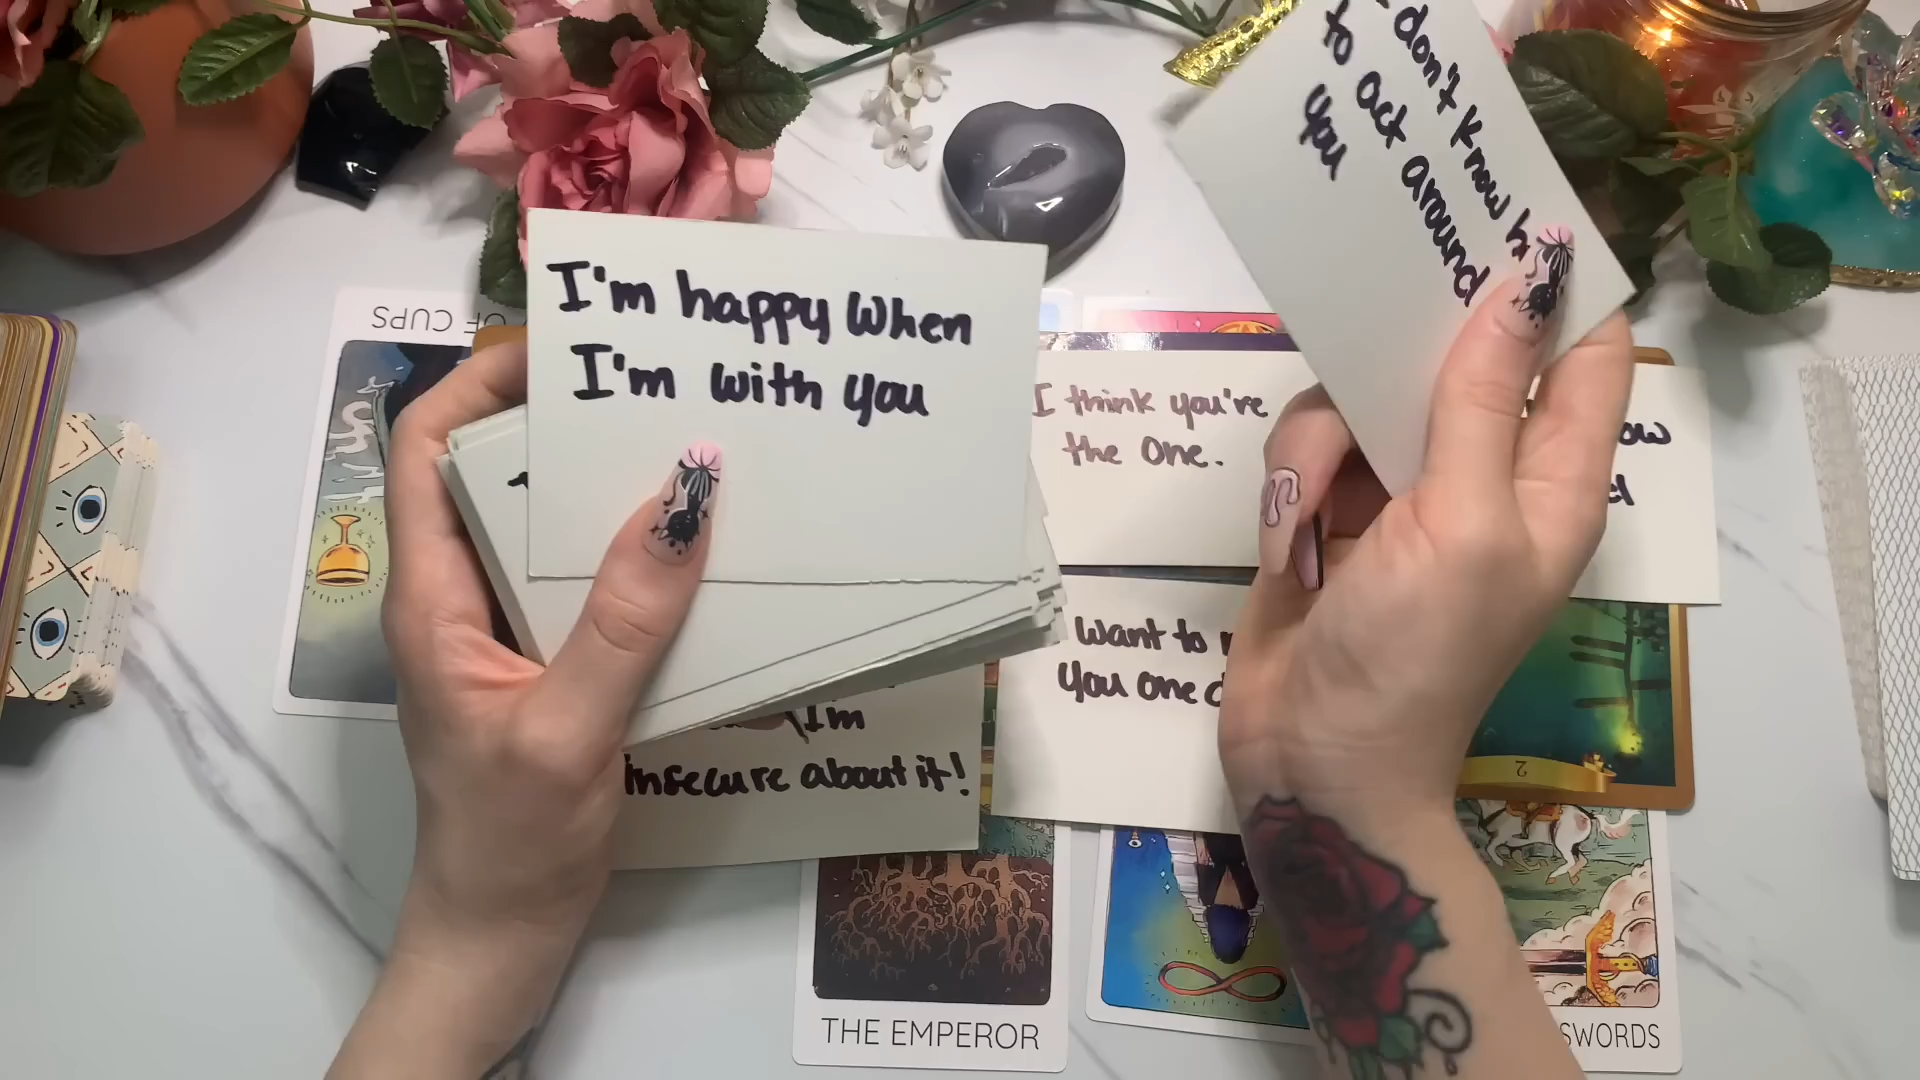 don't know
to act around
you
OF CUPS
I'm happy When
I'm with you
I think you're
the One.
ow
want to
you one
I'm
insecure about it!
2
THE EMPEROR
SWORDS